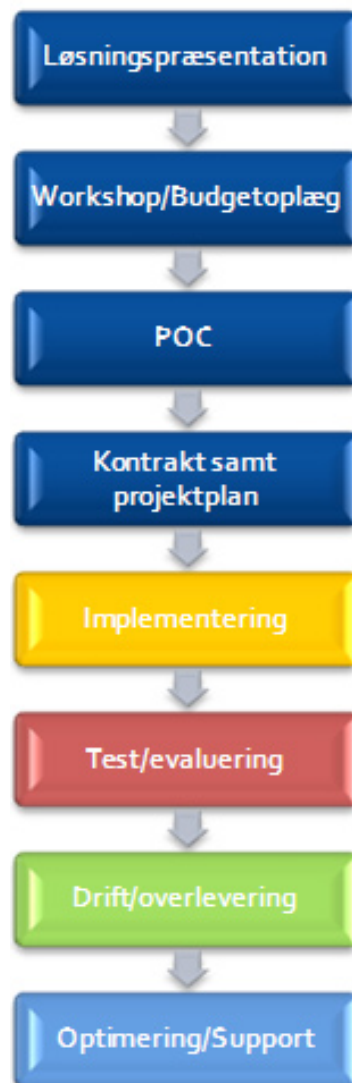 Løsningspræsentation
Workshop/Budgetoplæg
POC
Kontrakt samt
projektplan
Implementering
Test/evaluering
Drift/overlevering
Optimering/Support